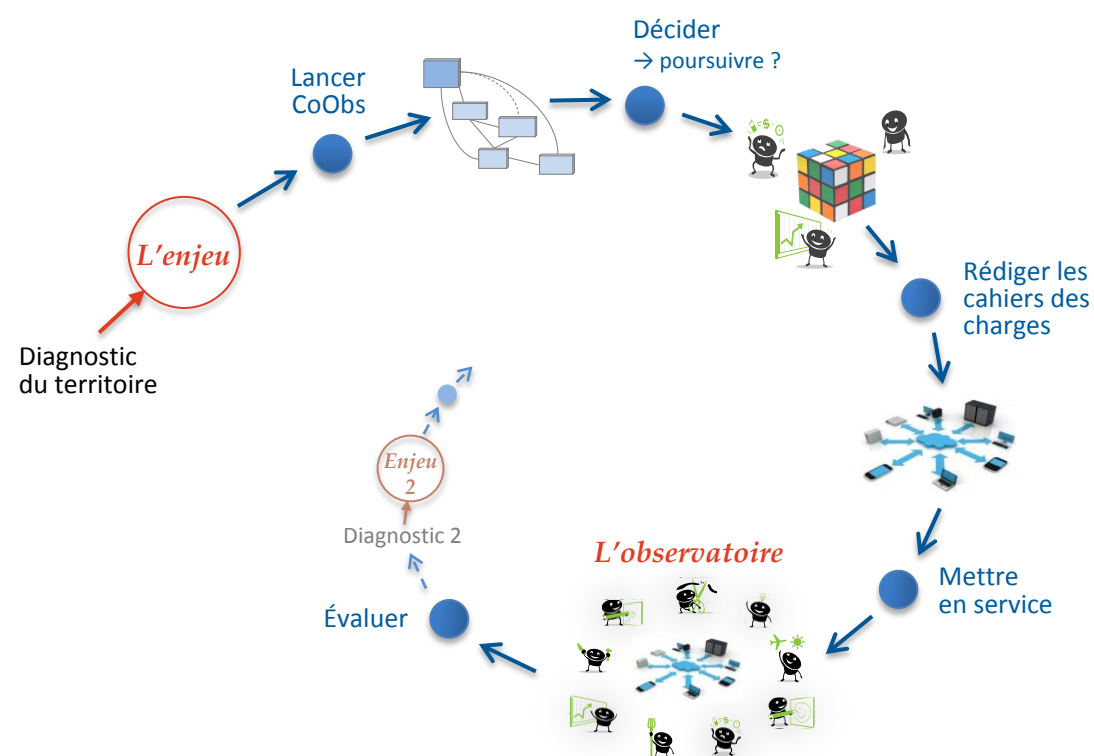 Décider
→ poursuivre ?
Lancer
CoObs
L'enjeu
Diagnostic
du territoire
Rédiger les
cahiers des
charges
Enjeu
2
Diagnostic 2
L'observatoire
Mettre
en service
Évaluer